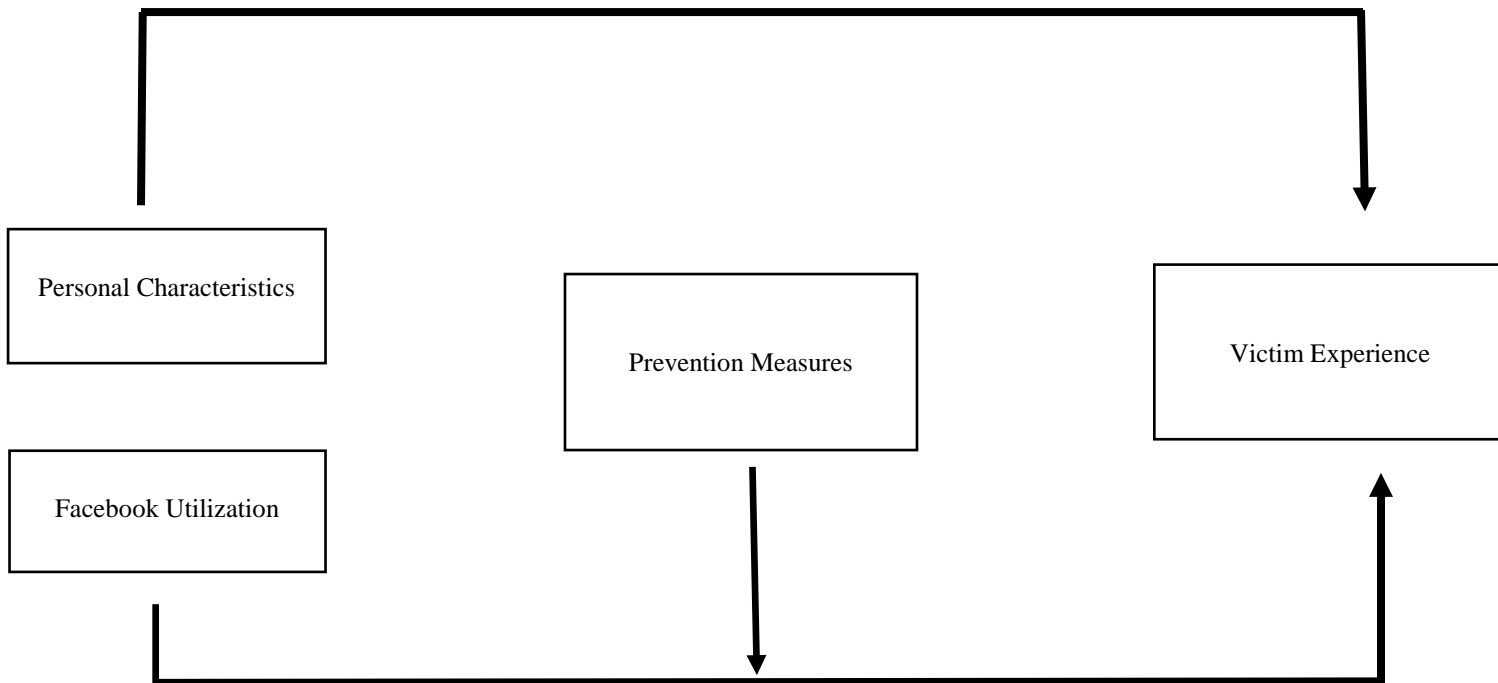 Personal Characteristics
Prevention Measures
Victim Experience
Facebook Utilization